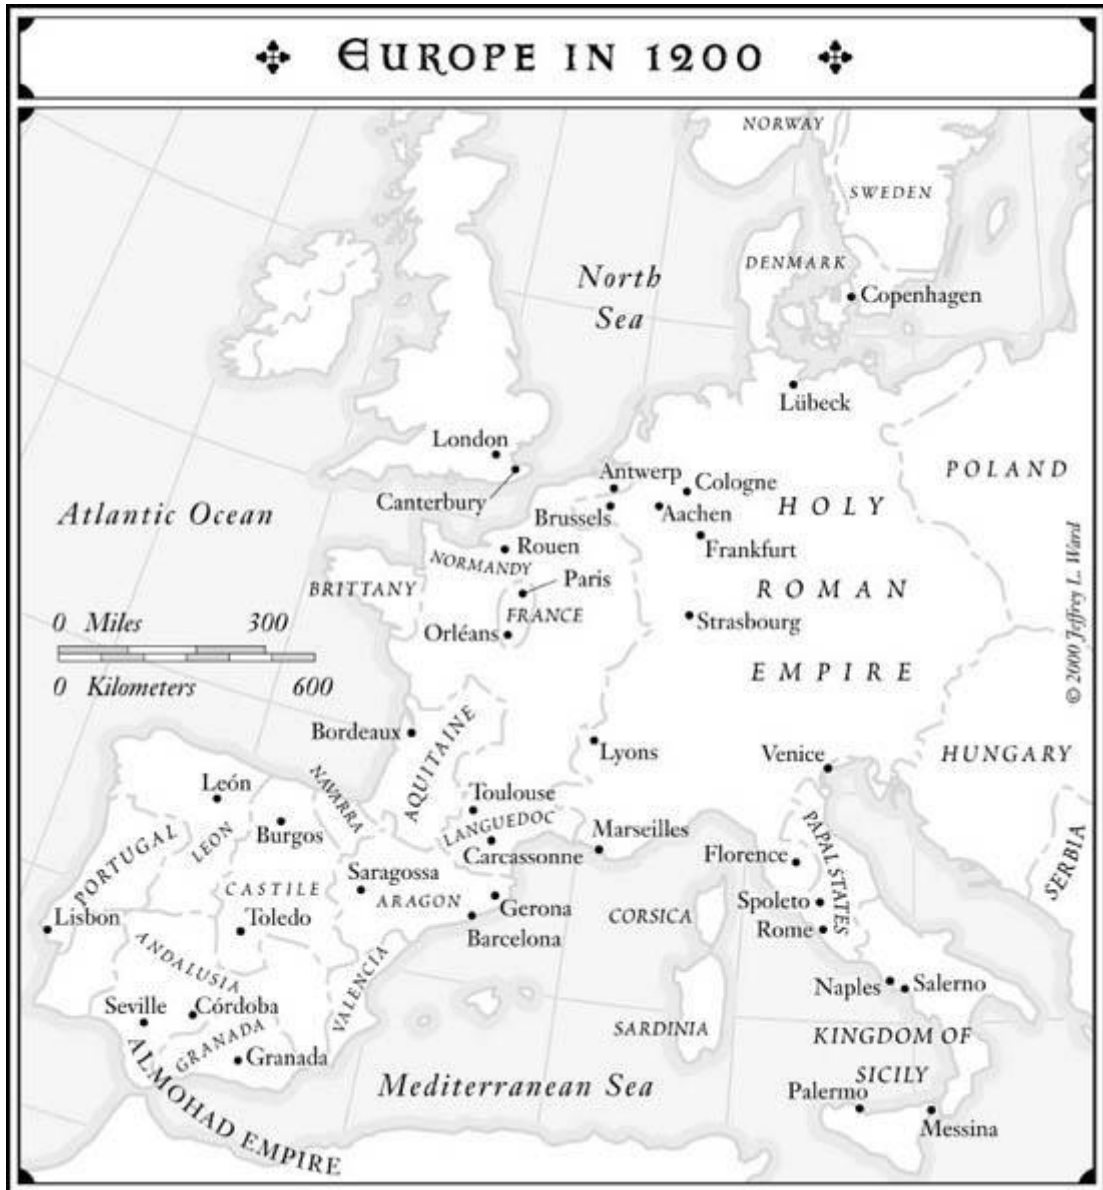 EUROPE IN 1200
NORWAY
SWEDEN
DENMARK
North
Sea
Copenhagen
Lübeck
London
Canterbury
Antwerp
Cologne
Brussels
Aachen
Frankfurt
HOLY
ROMAN
EMPIRE
POLAND
Atlantic Ocean
Rouen
NORMANDY
BRITTANY
Paris
FRANCE
Orléans
Strasbourg
0 Miles 300
0 Kilometers 600
© 2000 Jeffrey L. Ward
Bordeaux
AQUITAINE
Lyons
Venice
HUNGARY
León
NAVARRA
Toulouse
LANGUEDOC
Burgos
LEON
PORTUGAL
Carcassonne
Marseilles
Florence
PAPAL STATES
SERBIA
Saragossa
CASTILE
ARAGON
Gerona
Barcelona
CORSICA
Spoleto
Rome
Lisbon
Toledo
ANDALUSIA
VALENCIA
Naples
Salerno
Seville
Córdoba
GRANADA
Granada
SARDINIA
KINGDOM OF
SICILY
ALMOHAD EMPIRE
Mediterranean Sea
Palermo
Messina